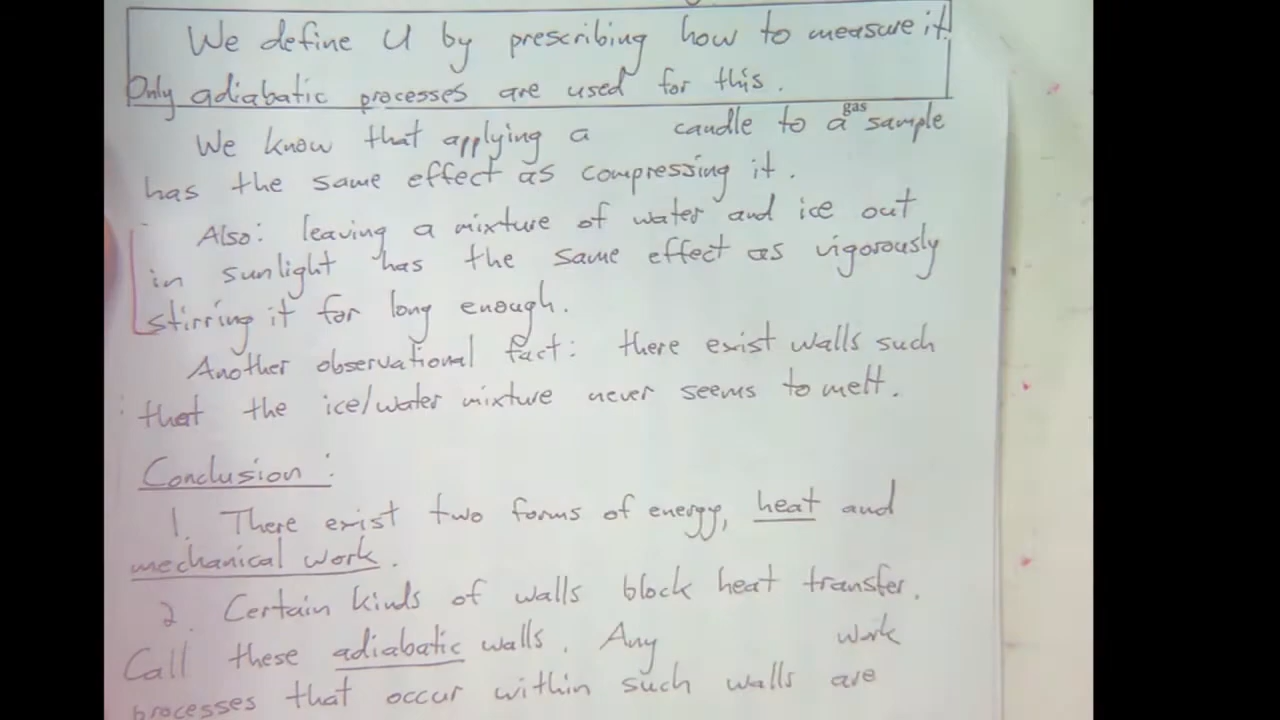 We define U by prescribing how to measure it!
Only adiabatic processes are used for this.
We know that applying a candle to a gas sample
has the same effect as compressing it.
Also: leaving a mixture of water and ice out
in sunlight has the same effect as vigorously
stirring it for long enough.
Another observational fact: there exist walls such
that the ice/water mixture never seems to melt.
Conclusion:
1. There exist two forms of energy, heat and
mechanical work.
2. Certain kinds of walls block heat transfer.
Call these adiabatic walls. Any work
processes that occur within such walls are